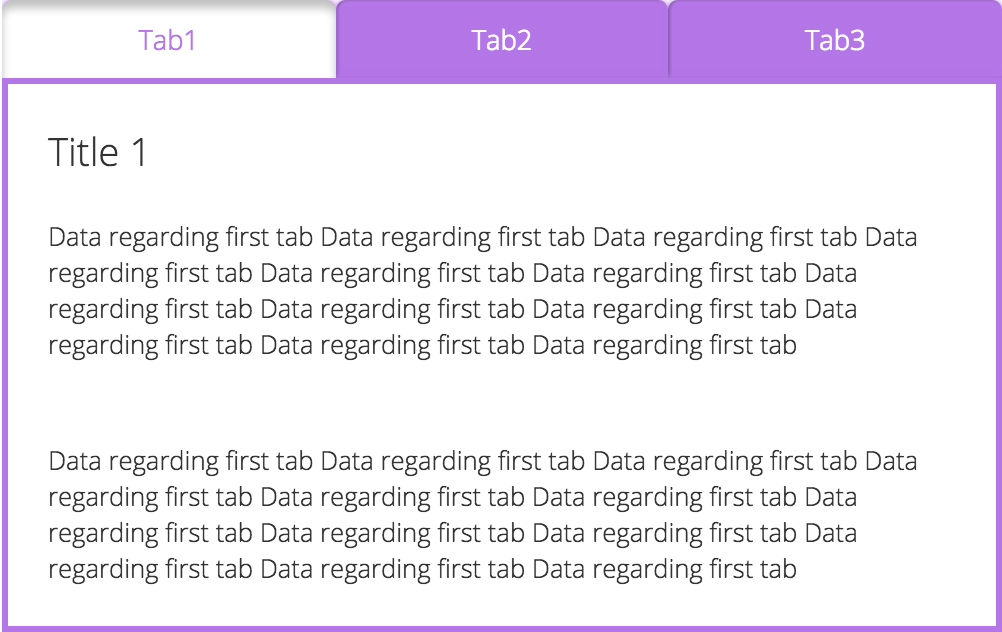 Tab1 Tab2 Tab3
Title 1
Data regarding first tab Data regarding first tab Data regarding first tab Data
regarding first tab Data regarding first tab Data regarding first tab Data
regarding first tab Data regarding first tab Data regarding first tab Data
regarding first tab Data regarding first tab Data regarding first tab
Data regarding first tab Data regarding first tab Data regarding first tab Data
regarding first tab Data regarding first tab Data regarding first tab Data
regarding first tab Data regarding first tab Data regarding first tab Data
regarding first tab Data regarding first tab Data regarding first tab